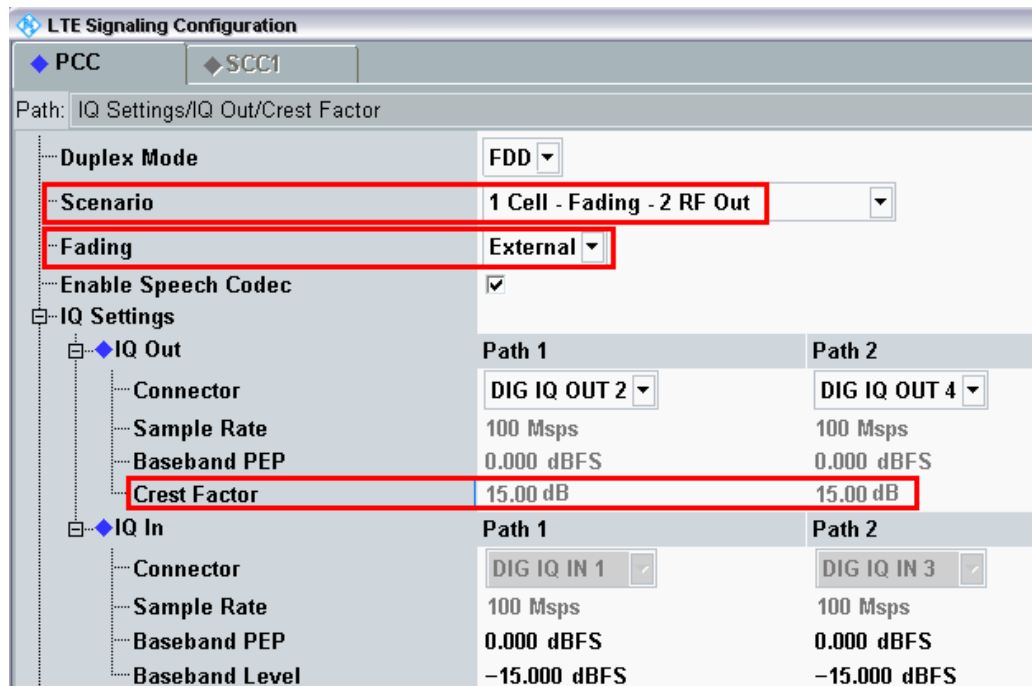 LTE Signaling Configuration
PCC SCC1
Path: IQ Settings/IQ Out/Crest Factor
Duplex Mode FDD
Scenario 1 Cell - Fading - 2 RF Out
Fading External
Enable Speech Codec
IQ Settings
IQ Out Path 1 Path 2
Connector DIG IQ OUT 2 DIG IQ OUT 4
Sample Rate 100 Msps 100 Msps
Baseband PEP 0.000 dBFS 0.000 dBFS
Crest Factor 15.00 dB 15.00 dB
IQ In Path 1 Path 2
Connector DIG IQ IN 1 DIG IQ IN 3
Sample Rate 100 Msps 100 Msps
Baseband PEP 0.000 dBFS 0.000 dBFS
Baseband Level −15.000 dBFS −15.000 dBFS